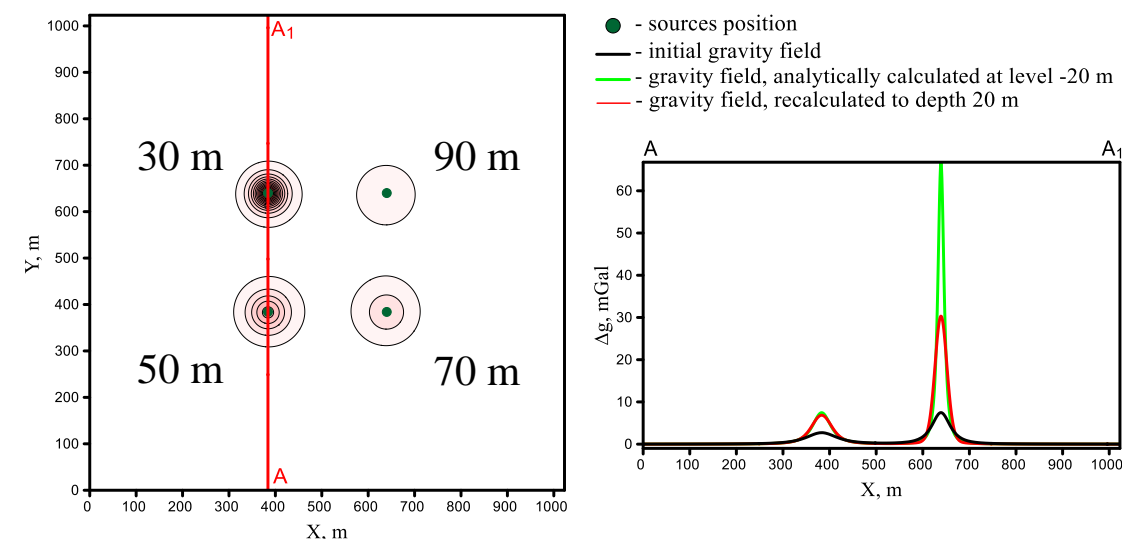 - sources position
- initial gravity field
- gravity field, analytically calculated at level -20 m
- gravity field, recalculated to depth 20 m
A1
1000
900
800
700
600
500
400
300
200
100
0
Y, m
30 m
90 m
50 m
70 m
A
0 100 200 300 400 500 600 700 800 900 1000
X, m
A A1
60
50
40
30
20
10
0
Δg, mGal
0 100 200 300 400 500 600 700 800 900 1000
X, m